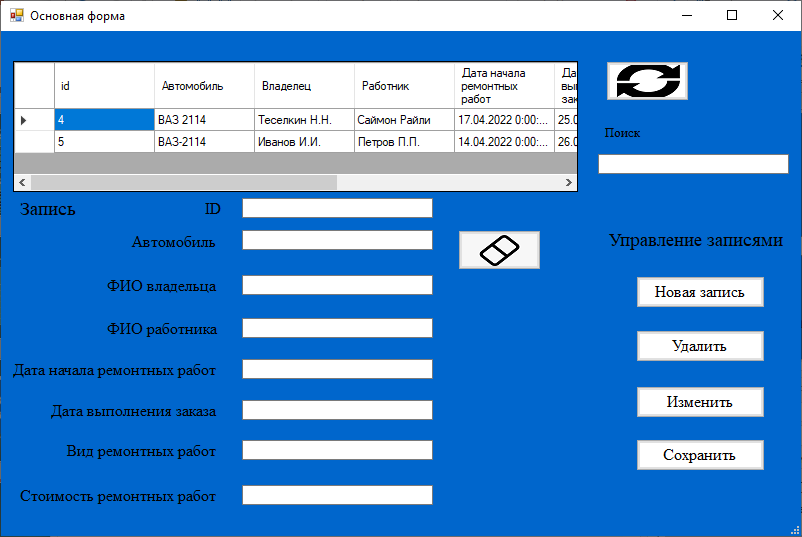 Основная форма
id Автомобиль Владелец Работник Дата начала ремонтных работ
4 ВАЗ 2114 Теселкин Н.Н. Саймон Райли 17.04.2022 0:00:... 25.0
5 ВАЗ-2114 Иванов И.И. Петров П.П. 14.04.2022 0:00:... 26.0
Поиск
Запись
ID
Автомобиль
ФИО владельца
ФИО работника
Дата начала ремонтных работ
Дата выполнения заказа
Вид ремонтных работ
Стоимость ремонтных работ
Управление записями
Новая запись
Удалить
Изменить
Сохранить